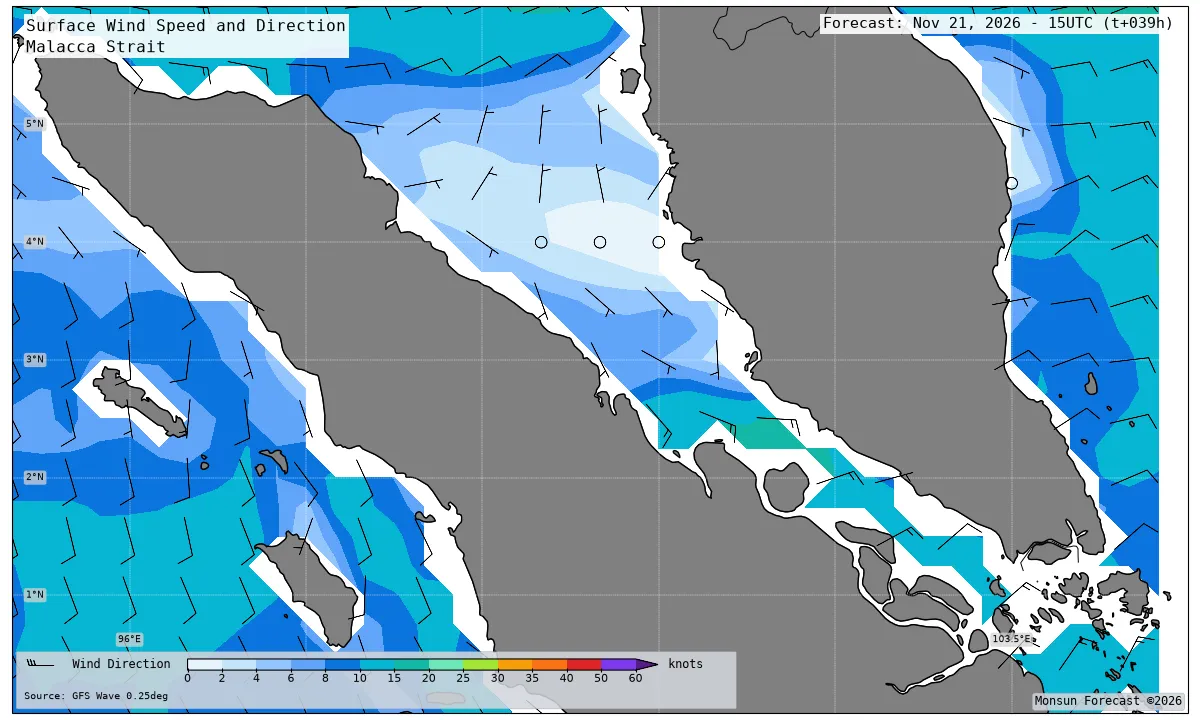 Surface Wind Speed and Direction
Malacca Strait
Forecast: Nov 21, 2026 - 15UTC (t+039h)
5°N
4°N
3°N
2°N
1°N
96°E
103.5°E
Wind Direction
0 2 4 6 8 10 15 20 25 30 35 40 50 60
knots
Source: GFS Wave 0.25deg
Monsun Forecast ©2026